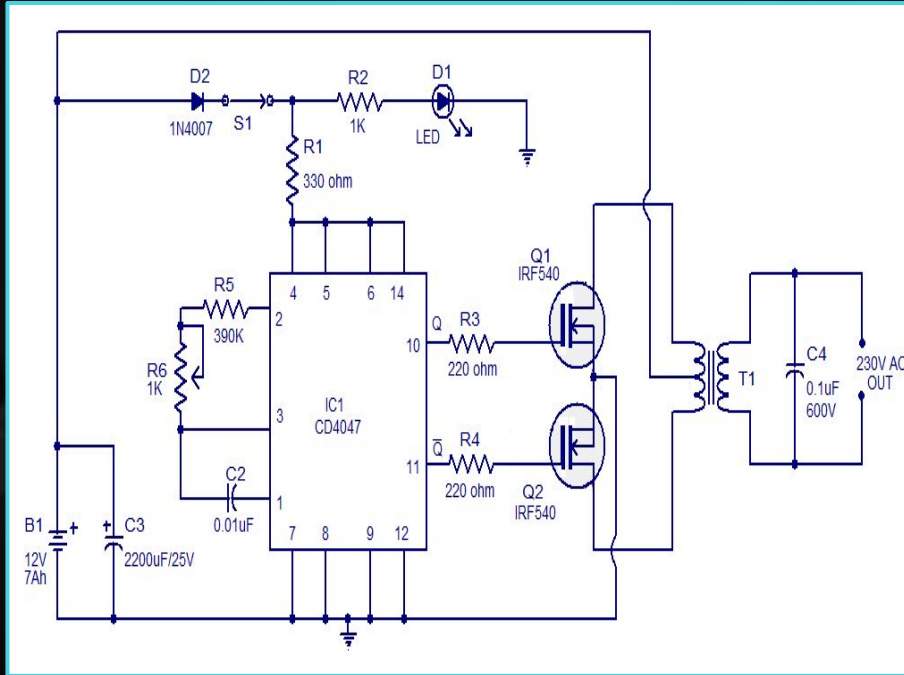 D2
1N4007
S1
R2
1K
D1
LED
R1
330 ohm
4 5 6 14
R5
390K
2
R6
1K
3
IC1
CD4047
C2
0.01uF
1
10
Q
R3
220 ohm
Q1
IRF540
11
Q̅
R4
220 ohm
Q2
IRF540
7 8 9 12
T1
C4
0.1uF
600V
230V AC
OUT
B1
+
12V
7Ah
+
C3
2200uF/25V